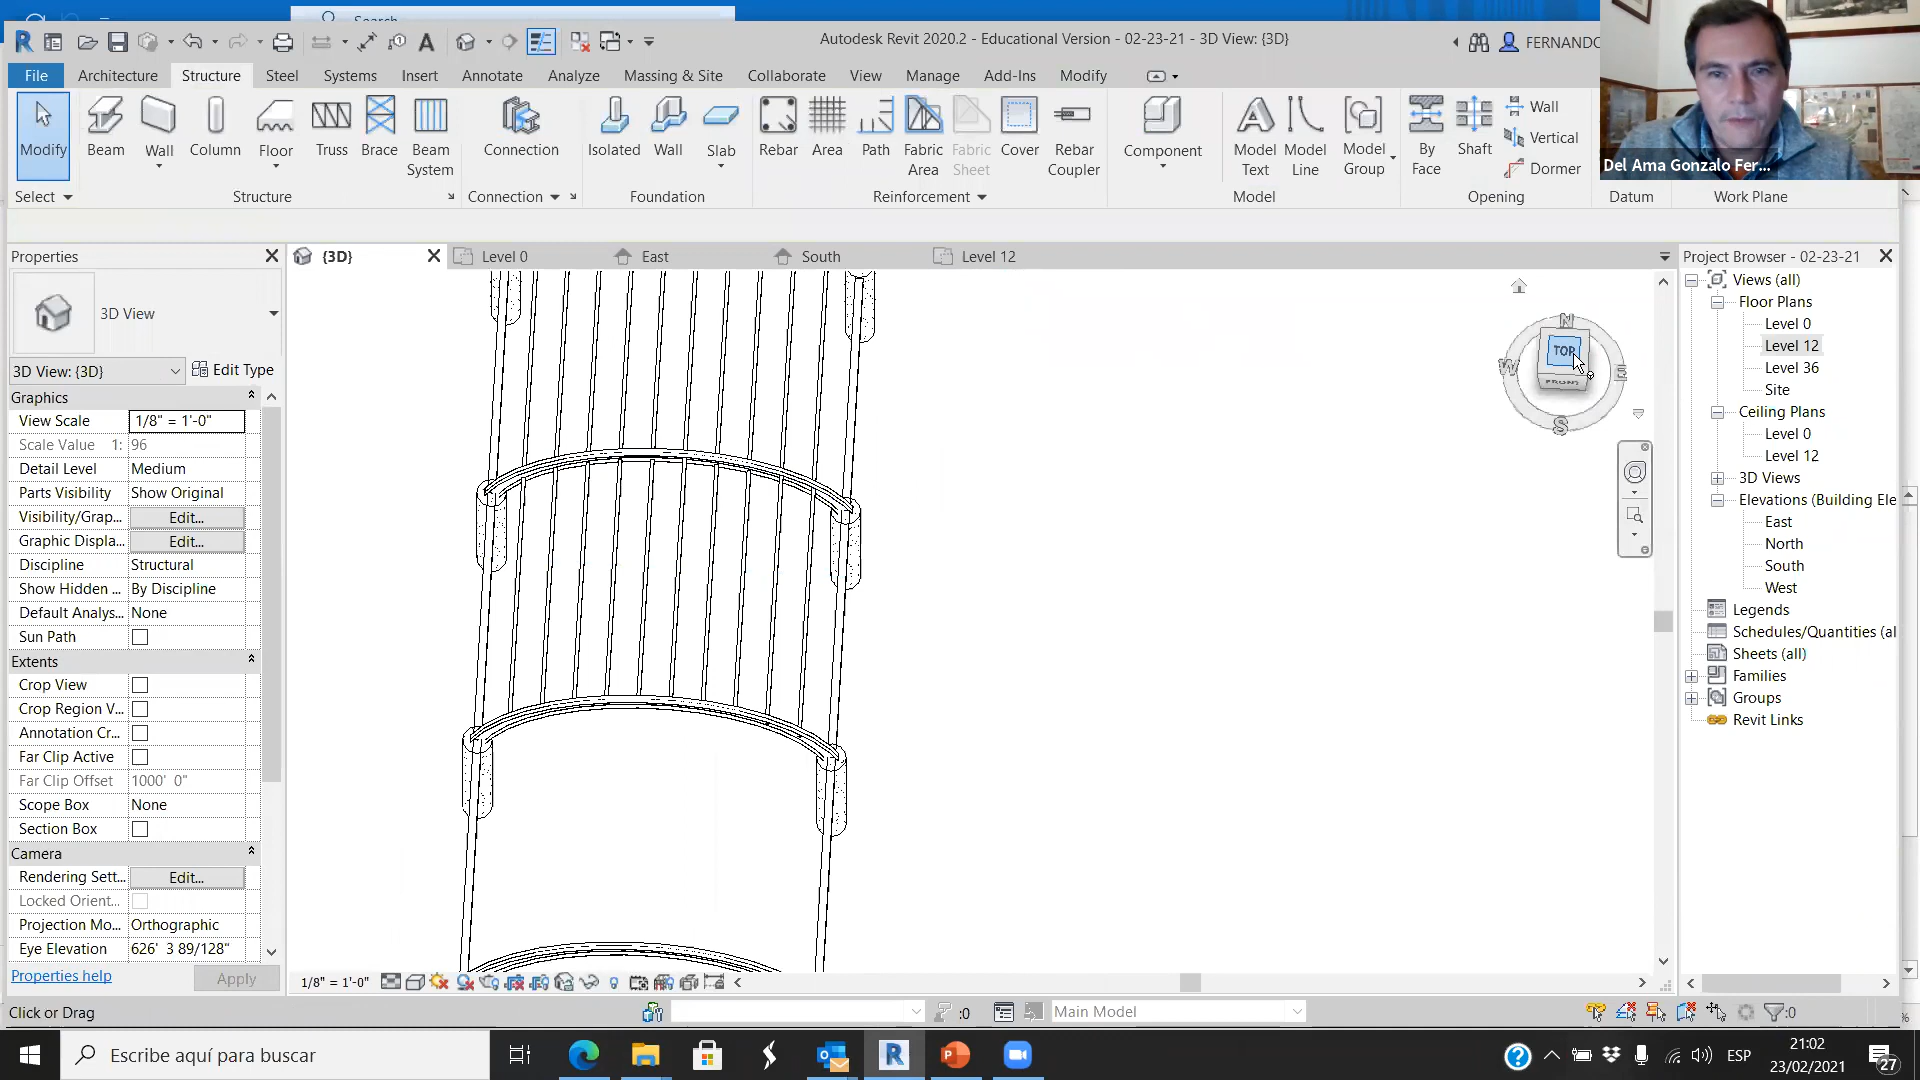 Search
Autodesk Revit 2020.2 - Educational Version - 02-23-21 - 3D View: {3D}
FERNANDO
File Architecture Structure Steel Systems Insert Annotate Analyze Massing & Site Collaborate View Manage Add-Ins Modify
Modify Beam Wall Column Floor Truss Brace Beam System Connection Isolated Wall Slab Rebar Area Path Fabric Area Fabric Sheet Cover Rebar Coupler Component Model Text Model Line Model Group By Face Shaft Wall Vertical Dormer
Del Ama Gonzalo Fer...
Select Structure Connection Foundation Reinforcement Model Opening Datum Work Plane
Properties
{3D} Level 0 East South Level 12
Project Browser - 02-23-21
3D View
3D View: {3D} Edit Type
Graphics
View Scale 1/8" = 1'-0"
Scale Value 1: 96
Detail Level Medium
Parts Visibility Show Original
Visibility/Grap... Edit...
Graphic Displa... Edit...
Discipline Structural
Show Hidden ... By Discipline
Default Analys... None
Sun Path
Extents
Crop View
Crop Region V...
Annotation Cr...
Far Clip Active
Far Clip Offset 1000' 0"
Scope Box None
Section Box
Camera
Rendering Sett... Edit...
Locked Orient...
Projection Mo... Orthographic
Eye Elevation 626' 3 89/128"
Properties help Apply
N
W TOP E
FRONT
S
Views (all)
Floor Plans
Level 0
Level 12
Level 36
Site
Ceiling Plans
Level 0
Level 12
3D Views
Elevations (Building Ele
East
North
South
West
Legends
Schedules/Quantities (al
Sheets (all)
Families
Groups
Revit Links
1/8" = 1'-0"
Click or Drag
:0
Main Model
:0
Escribe aquí para buscar
ESP
21:02
23/02/2021
27